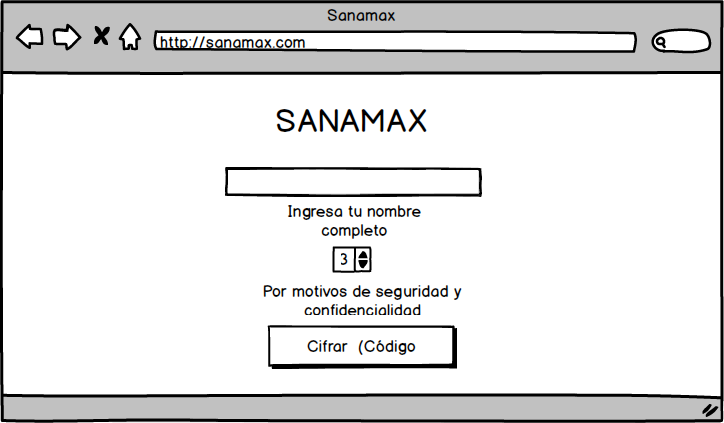 Sanamax
http://sanamax.com
SANAMAX
Ingresa tu nombre
completo
3
Por motivos de seguridad y
confidencialidad
Cifrar (Código